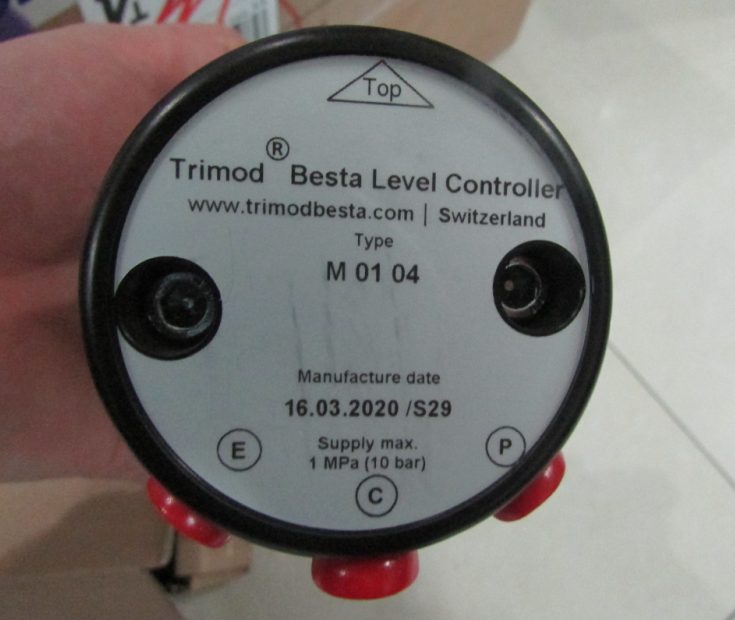 Top
Trimod® Besta Level Controller
www.trimodbesta.com | Switzerland
Type
M 01 04
Manufacture date
16.03.2020 /S29
Supply max.
1 MPa (10 bar)
E
C
P